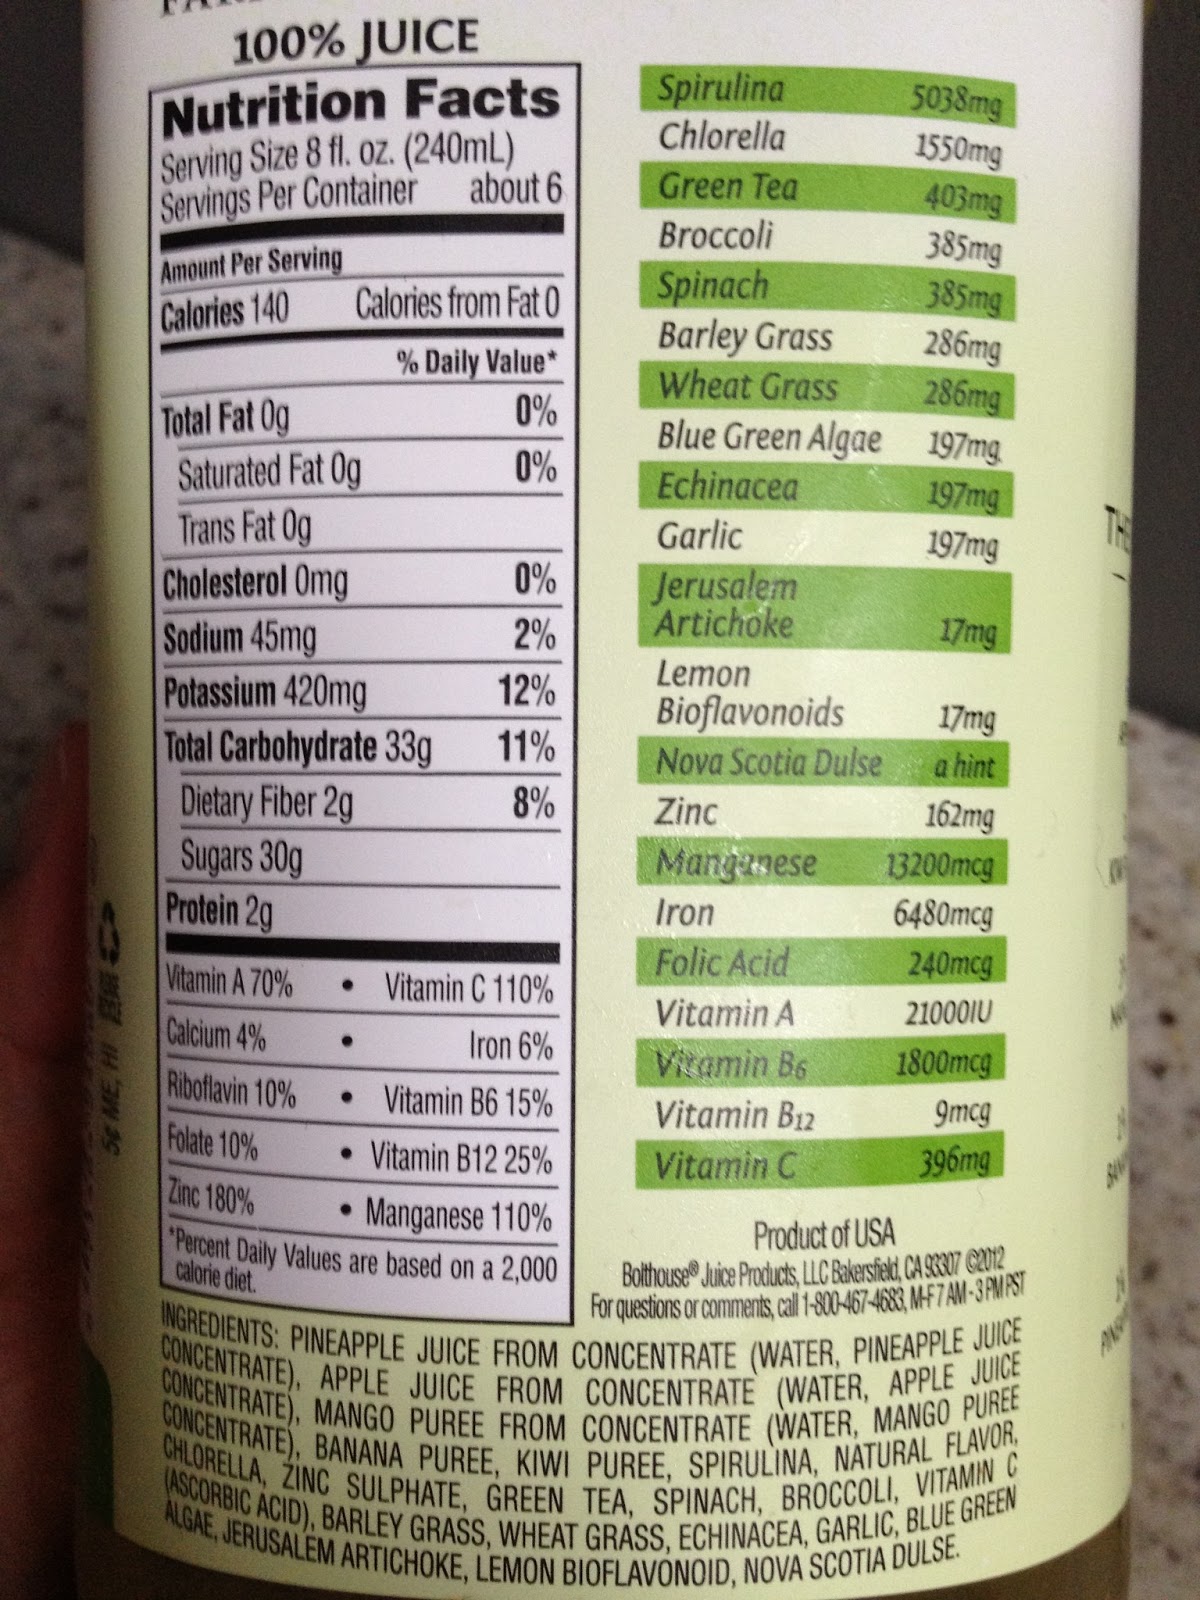 100% JUICE
Nutrition Facts
Serving Size 8 fl. oz. (240mL)
Servings Per Container about 6
Amount Per Serving
Calories 140 Calories from Fat 0
% Daily Value*
Total Fat 0g 0%
Saturated Fat 0g 0%
Trans Fat 0g
Cholesterol 0mg 0%
Sodium 45mg 2%
Potassium 420mg 12%
Total Carbohydrate 33g 11%
Dietary Fiber 2g 8%
Sugars 30g
Protein 2g
Vitamin A 70% • Vitamin C 110%
Calcium 4% • Iron 6%
Riboflavin 10% • Vitamin B6 15%
Folate 10% • Vitamin B12 25%
Zinc 180% • Manganese 110%
*Percent Daily Values are based on a 2,000
calorie diet.
Spirulina 5038mg
Chlorella 1550mg
Green Tea 403mg
Broccoli 385mg
Spinach 385mg
Barley Grass 286mg
Wheat Grass 286mg
Blue Green Algae 197mg
Echinacea 197mg
Garlic 197mg
Jerusalem
Artichoke 17mg
Lemon
Bioflavonoids 17mg
Nova Scotia Dulse a hint
Zinc 162mg
Manganese 13200mcg
Iron 6480mcg
Folic Acid 240mcg
Vitamin A 21000IU
Vitamin B6 1800mcg
Vitamin B12 9mcg
Vitamin C 396mg
Product of USA
Bolthouse® Juice Products, LLC Bakersfield, CA 93307 ©2012
For questions or comments, call 1-800-467-4683, M-F 7 AM - 3 PM PST
INGREDIENTS: PINEAPPLE JUICE FROM CONCENTRATE (WATER, PINEAPPLE JUICE
CONCENTRATE), APPLE JUICE FROM CONCENTRATE (WATER, APPLE JUICE
CONCENTRATE), MANGO PUREE FROM CONCENTRATE (WATER, MANGO PUREE
CONCENTRATE), BANANA PUREE, KIWI PUREE, SPIRULINA, NATURAL FLAVOR,
CHLORELLA, ZINC SULPHATE, GREEN TEA, SPINACH, BROCCOLI, VITAMIN C
(ASCORBIC ACID), BARLEY GRASS, WHEAT GRASS, ECHINACEA, GARLIC, BLUE GREEN
ALGAE, JERUSALEM ARTICHOKE, LEMON BIOFLAVONOID, NOVA SCOTIA DULSE.
5¢ ME, HI
THE